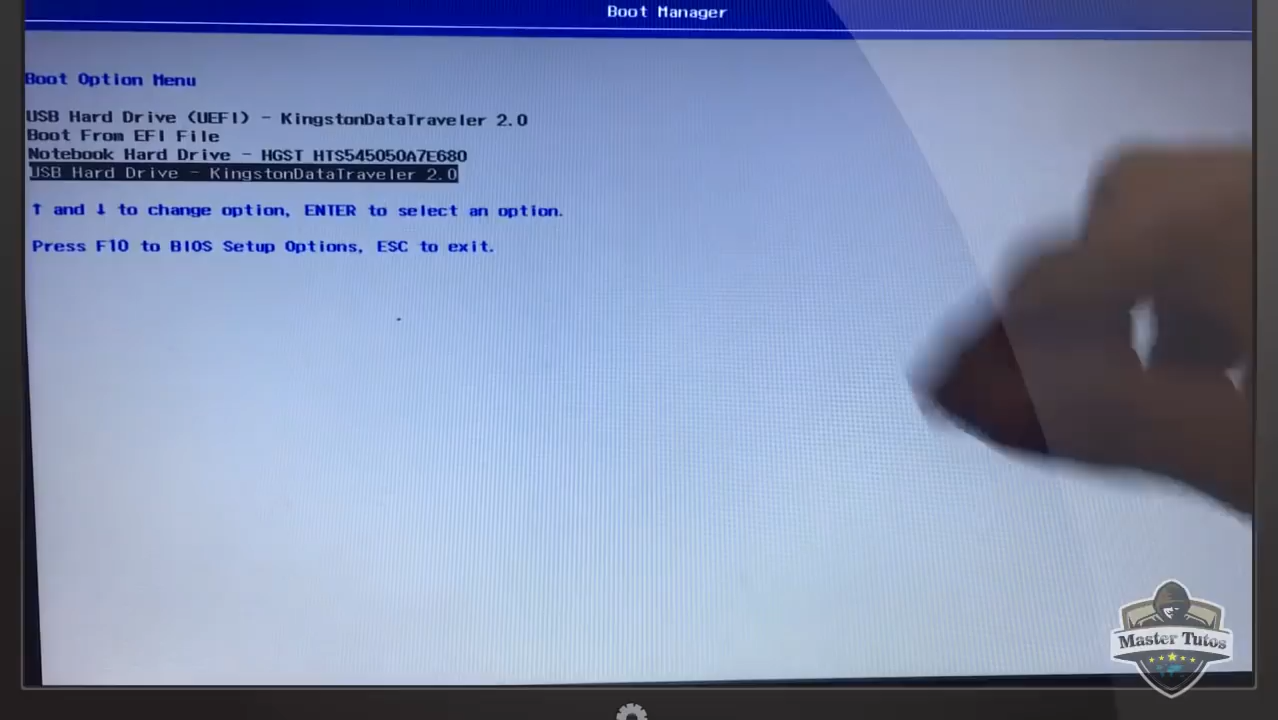 Boot Manager
Boot Option Menu
USB Hard Drive (UEFI) - KingstonDataTraveler 2.0
Boot From EFI File
Notebook Hard Drive - HGST HTS545050A7E680
USB Hard Drive - KingstonDataTraveler 2.0
↑ and ↓ to change option, ENTER to select an option.
Press F10 to BIOS Setup Options, ESC to exit.
Master Tutos